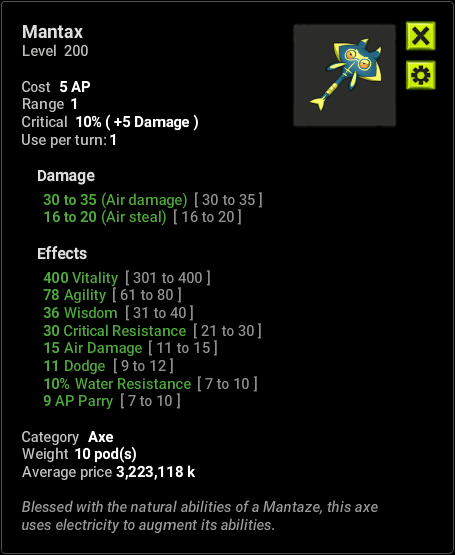 Mantax
Level 200
Cost 5 AP
Range 1
Critical 10% ( +5 Damage )
Use per turn: 1
Damage
30 to 35 (Air damage) [ 30 to 35 ]
16 to 20 (Air steal) [ 16 to 20 ]
Effects
400 Vitality [ 301 to 400 ]
78 Agility [ 61 to 80 ]
36 Wisdom [ 31 to 40 ]
30 Critical Resistance [ 21 to 30 ]
15 Air Damage [ 11 to 15 ]
11 Dodge [ 9 to 12 ]
10% Water Resistance [ 7 to 10 ]
9 AP Parry [ 7 to 10 ]
Category Axe
Weight 10 pod(s)
Average price 3,223,118 k
Blessed with the natural abilities of a Mantaze, this axe
uses electricity to augment its abilities.